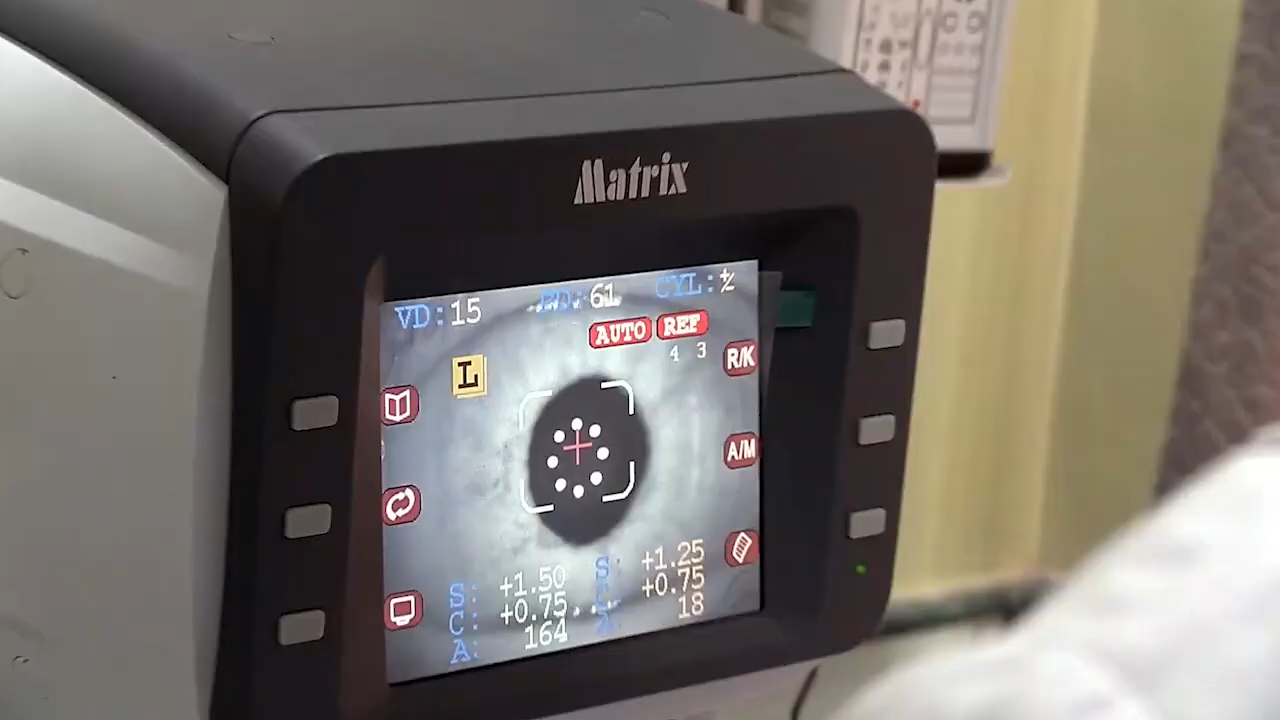 Matrix
VD:15 PD:61 CYL:±
AUTO REF
4 3
R/K
L
A/M
S: +1.50 S: +1.25
C: +0.75 +0.75
A: 164 18